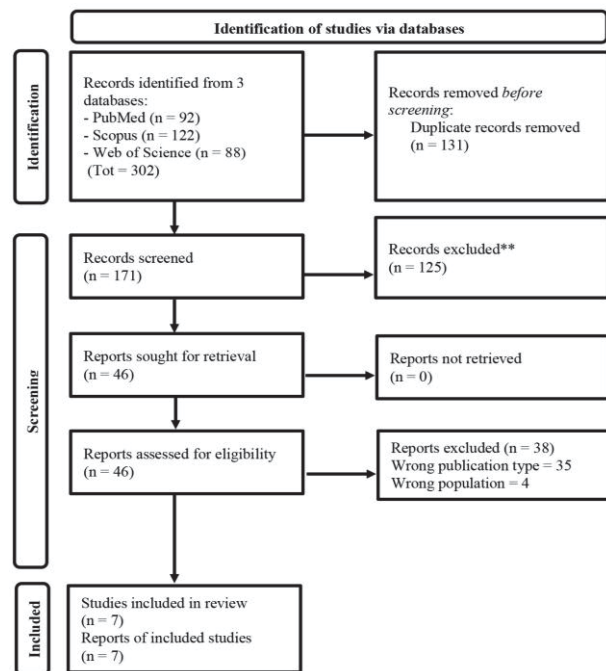 Identification of studies via databases
Identification
Records identified from 3
databases:
- PubMed (n = 92)
- Scopus (n = 122)
- Web of Science (n = 88)
(Tot = 302)
Records removed before
screening:
Duplicate records removed
(n = 131)
Screening
Records screened
(n = 171)
Records excluded**
(n = 125)
Reports sought for retrieval
(n = 46)
Reports not retrieved
(n = 0)
Reports assessed for eligibility
(n = 46)
Reports excluded (n = 38)
Wrong publication type = 35
Wrong population = 4
Included
Studies included in review
(n = 7)
Reports of included studies
(n = 7)